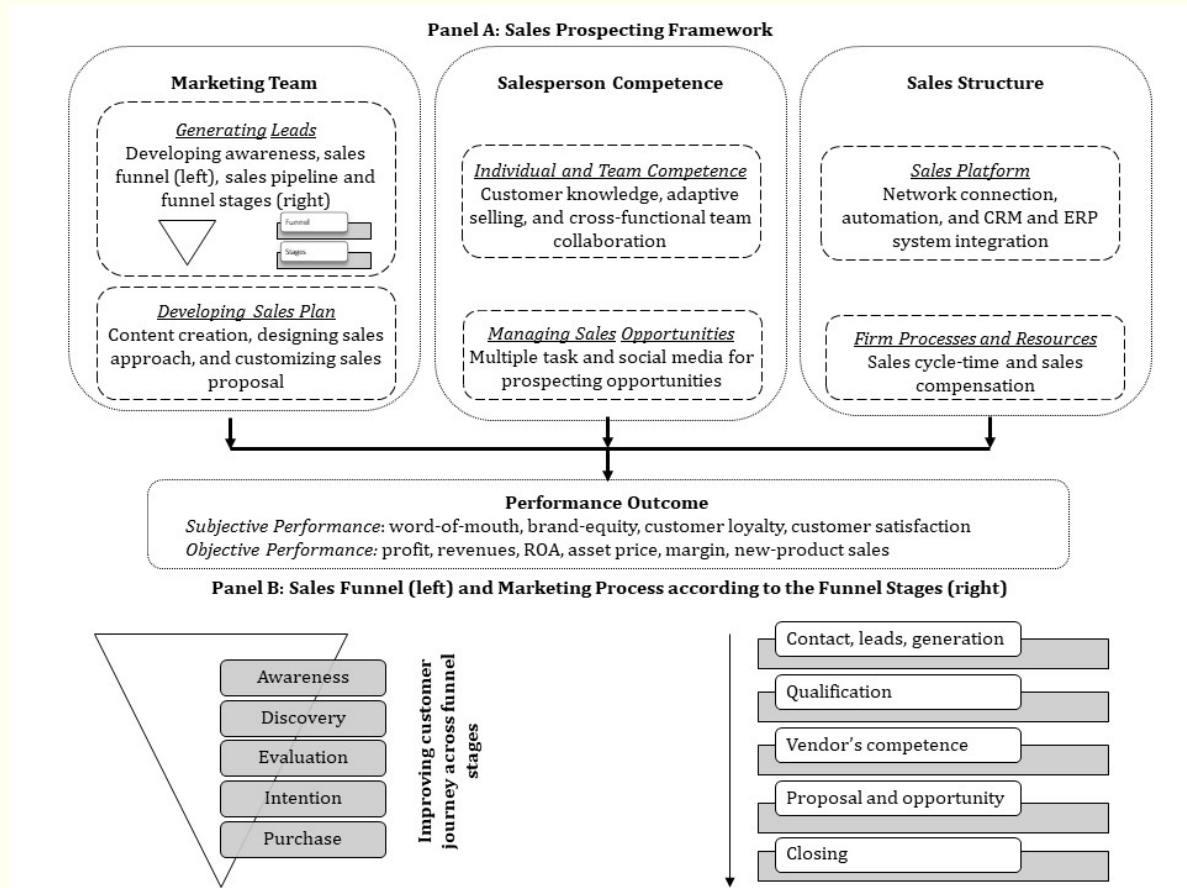 Panel A: Sales Prospecting Framework
Marketing Team
Generating Leads
Developing awareness, sales
funnel (left), sales pipeline and
funnel stages (right)
Funnel
Stages
Developing Sales Plan
Content creation, designing sales
approach, and customizing sales
proposal
Salesperson Competence
Individual and Team Competence
Customer knowledge, adaptive
selling, and cross-functional team
collaboration
Managing Sales Opportunities
Multiple task and social media for
prospecting opportunities
Sales Structure
Sales Platform
Network connection,
automation, and CRM and ERP
system integration
Firm Processes and Resources
Sales cycle-time and sales
compensation
Performance Outcome
Subjective Performance: word-of-mouth, brand-equity, customer loyalty, customer satisfaction
Objective Performance: profit, revenues, ROA, asset price, margin, new-product sales
Panel B: Sales Funnel (left) and Marketing Process according to the Funnel Stages (right)
Awareness
Discovery
Evaluation
Intention
Purchase
Improving customer
journey across funnel
stages
Contact, leads, generation
Qualification
Vendor's competence
Proposal and opportunity
Closing